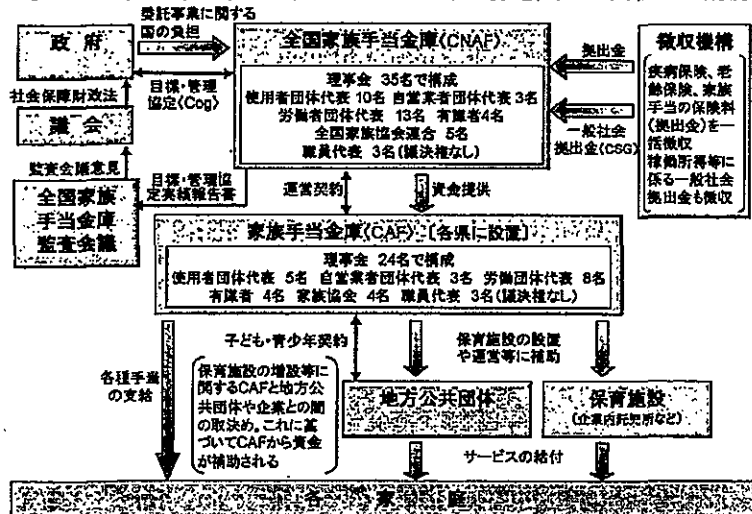 委託事業に関する
国の負担
政府
全国家族手当金庫(CNAF)
理事会 35名で構成
使用者団体代表 10名 自営業者団体代表 3名
労働者団体代表 13名 有識者4名
全国家族協会連合 5名
職員代表 3名(議決権なし)
拠出金
一般社会
拠出金(CSG)
徴収機構
疾病保険、老
齢保険、家族
手当の保険料
(拠出金)を一
括徴収
稼働所得等に
係る一般社会
拠出金も徴収
社会保障財政法
目標・管理
協定(Cog)
議会
監査会議意見
目標・管理協
定実績報告書
全国家族
手当金庫
監査会議
運営契約
資金提供
家族手当金庫(CAF)〔各県に設置〕
理事会 24名で構成
使用者団体代表 5名 自営業者団体代表 3名 労働団体代表 8名
有識者 4名 家族協会 4名 職員代表 3名(議決権なし)
各種手当
の支給
子ども・青少年契約
保育施設の増設等に
関するCAFと地方公
共団体や企業との間
の取決め。これに基
づいてCAFから資金
が補助される
保育施設の設置
や運営等に補助
地方公共団体
保育施設
(企業内託児所など)
サービスの給付
各家庭